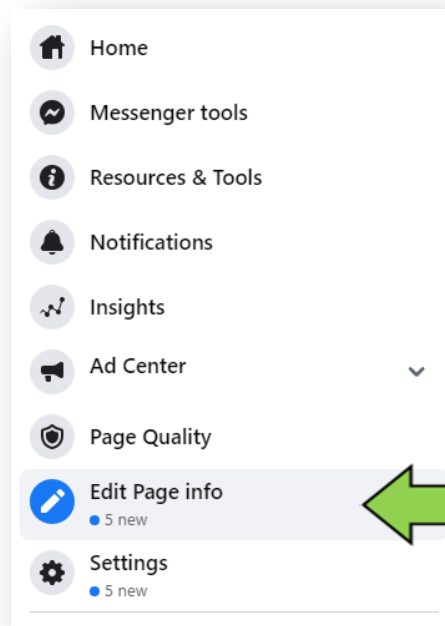 Home
Messenger tools
Resources & Tools
Notifications
Insights
Ad Center
Page Quality
Edit Page info
5 new
Settings
5 new